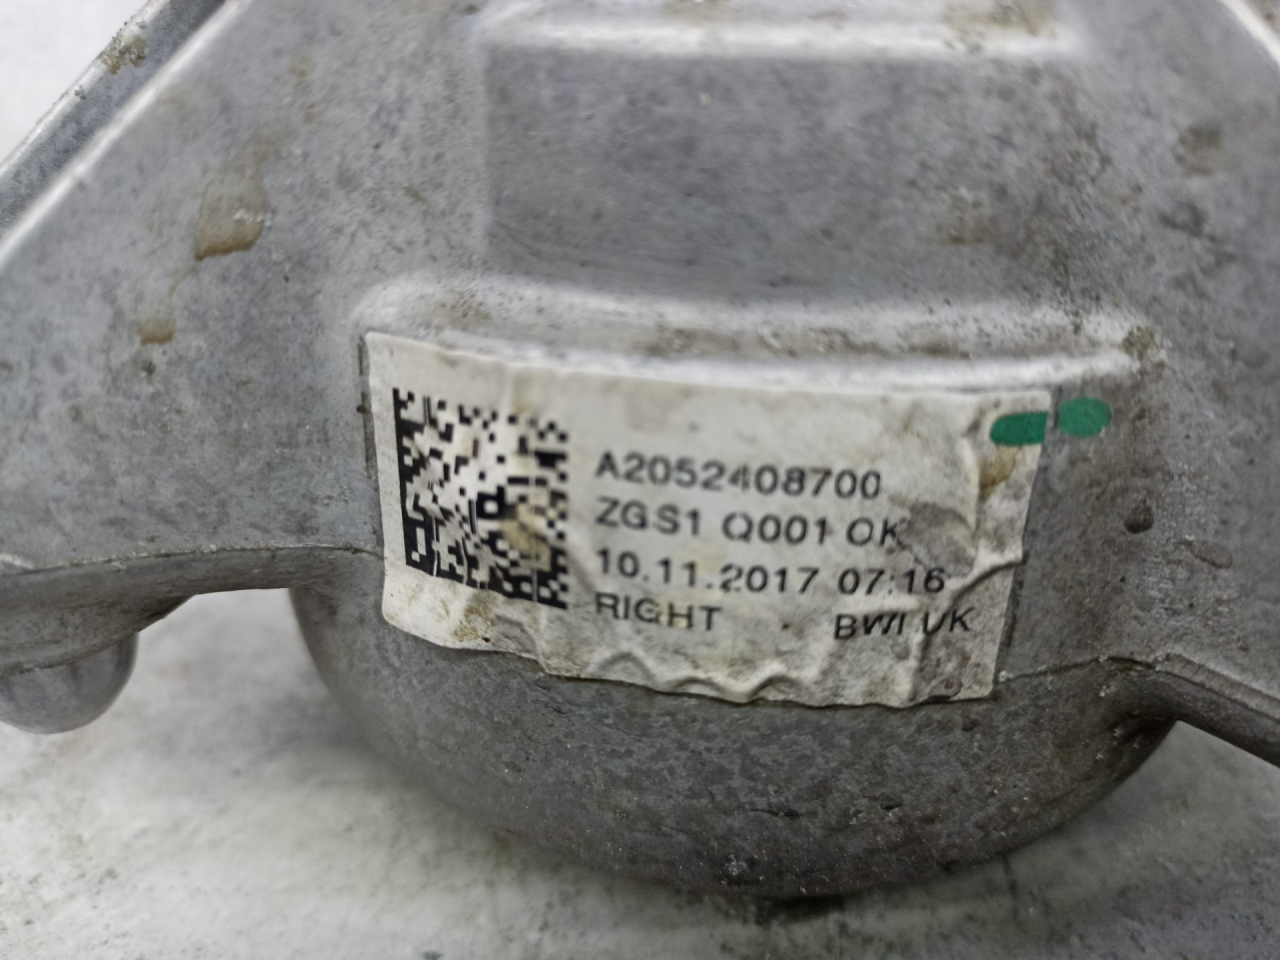 A2052408700
ZGS1 Q001 OK
10.11.2017 07:16
RIGHT BWI UK